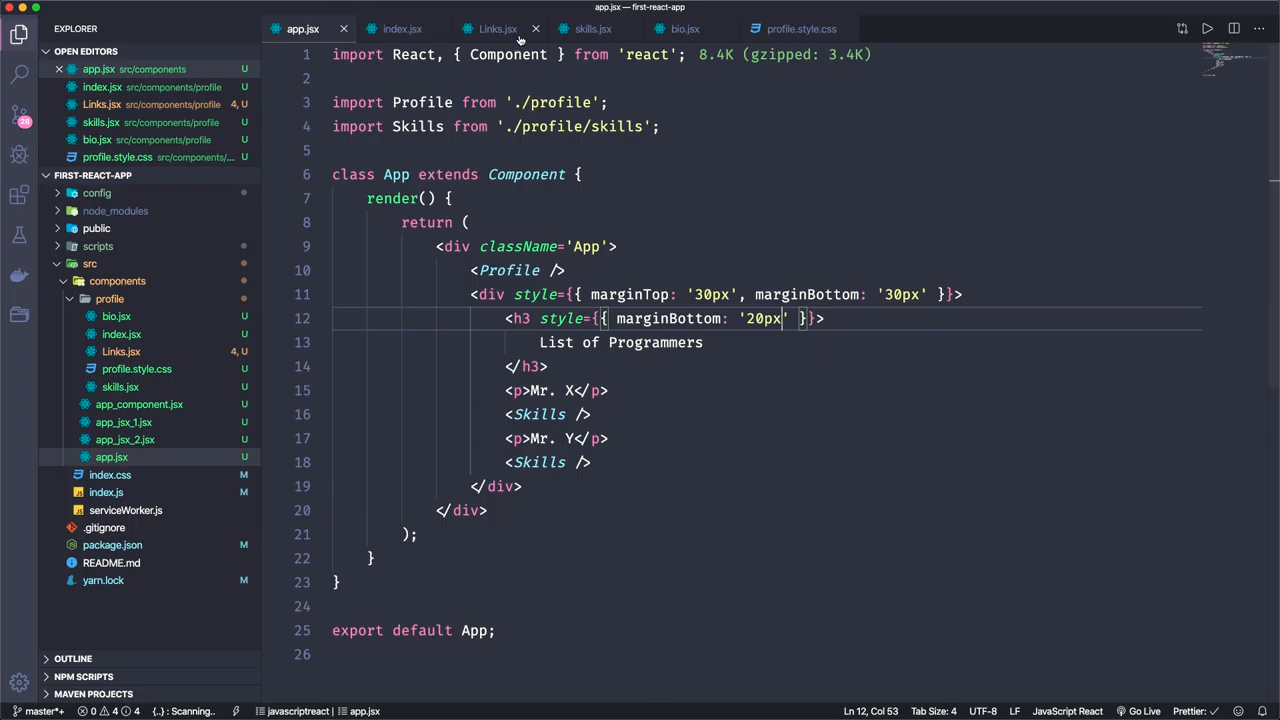 app.jsx — first-react-app
EXPLORER
app.jsx
index.jsx
Links.jsx
skills.jsx
bio.jsx
profile.style.css
OPEN EDITORS
app.jsx src/components U
index.jsx src/components/profile U
Links.jsx src/components/profile 4, U
skills.jsx src/components/profile U
bio.jsx src/components/profile U
profile.style.css src/components/... U
FIRST-REACT-APP
config
node_modules
public
scripts
src
components
profile
bio.jsx U
index.jsx U
Links.jsx 4, U
profile.style.css U
skills.jsx U
app_component.jsx U
app_jsx_1.jsx U
app_jsx_2.jsx U
app.jsx U
index.css M
index.js M
serviceWorker.js
.gitignore
package.json M
README.md
yarn.lock M
OUTLINE
NPM SCRIPTS
MAVEN PROJECTS
28
1 import React, { Component } from 'react'; 8.4K (gzipped: 3.4K)
2
3 import Profile from './profile';
4 import Skills from './profile/skills';
5
6 class App extends Component {
7 render() {
8 return (
9 <div className='App'>
10 <Profile />
11 <div style={{ marginTop: '30px', marginBottom: '30px' }}>
12 <h3 style={{ marginBottom: '20px' }}>
13 List of Programmers
14 </h3>
15 <p>Mr. X</p>
16 <Skills />
17 <p>Mr. Y</p>
18 <Skills />
19 </div>
20 </div>
21 );
22 }
23 }
24
25 export default App;
26
master*+ 0 4 4 {..} : Scanning.. javascriptreact app.jsx Ln 12, Col 53 Tab Size: 4 UTF-8 LF JavaScript React Go Live Prettier: ✓